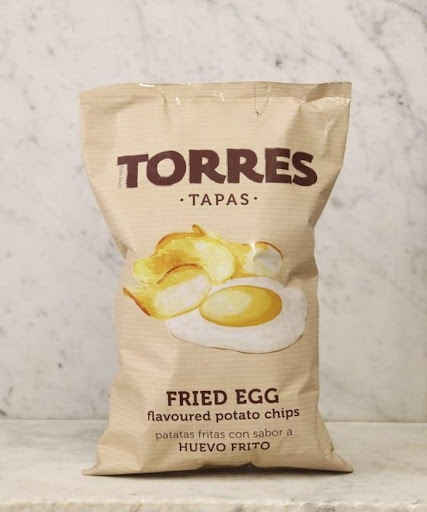 TORRES
· TAPAS ·
FRIED EGG
flavoured potato chips
patatas fritas con sabor a
HUEVO FRITO